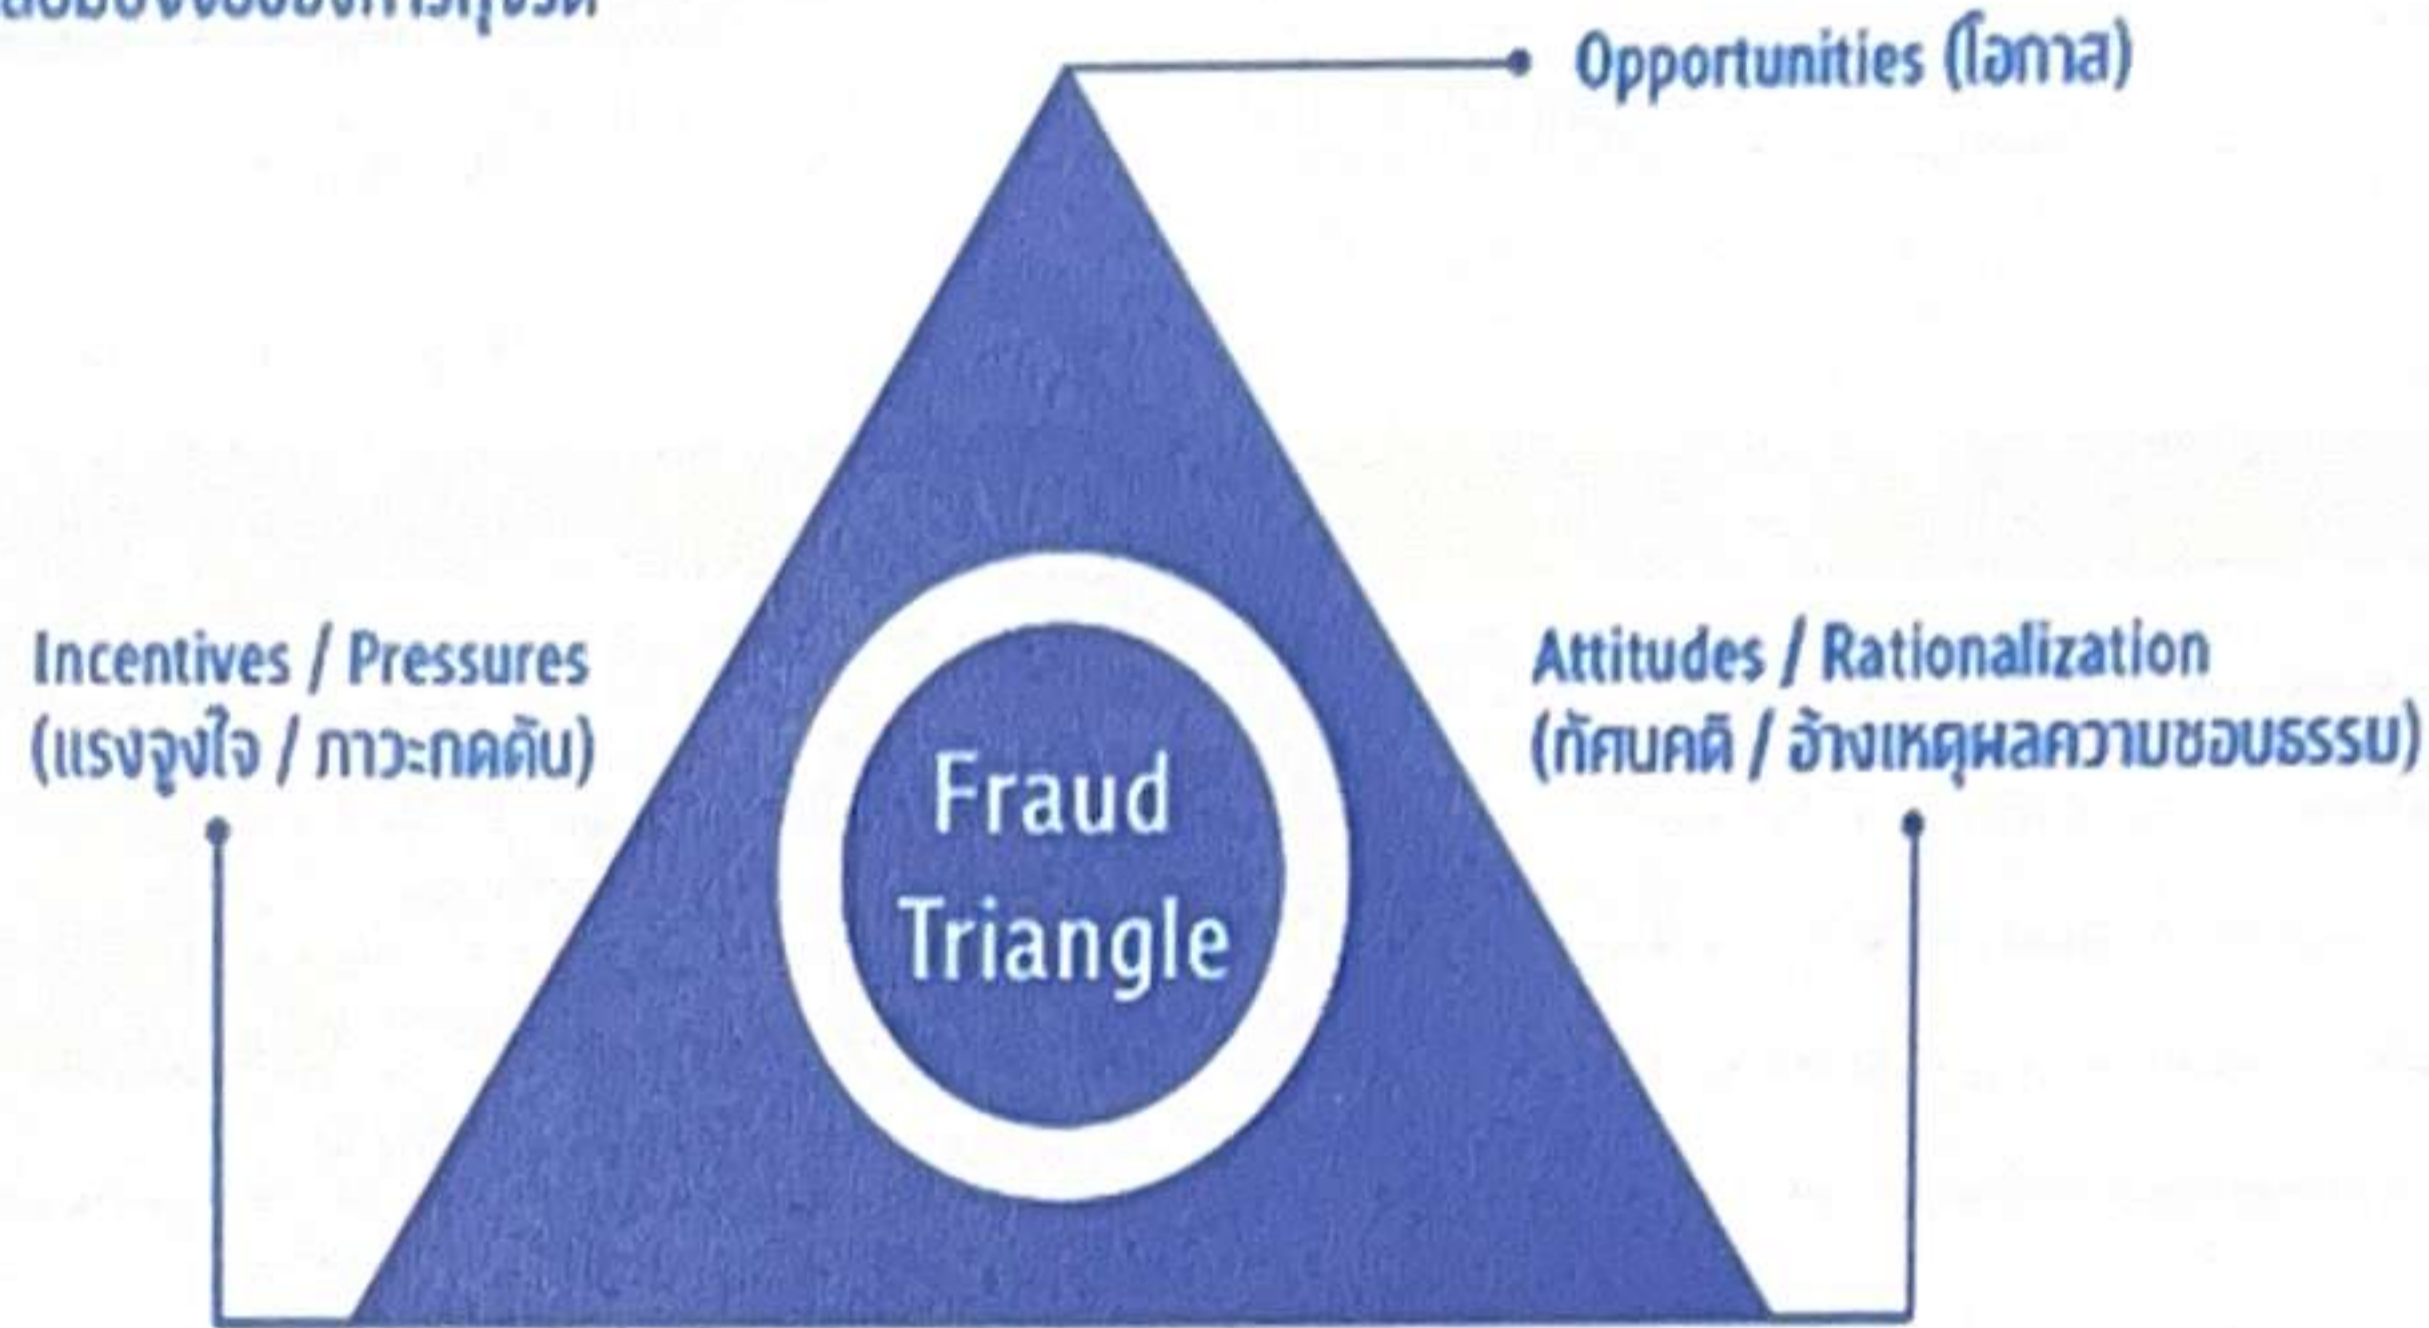 Opportunities (โอกาส)
Incentives / Pressures
(แรงจูงใจ / ภาวะกดดัน)
Attitudes / Rationalization
(ทัศนคติ / อ้างเหตุผลความชอบธรรม)
Fraud
Triangle